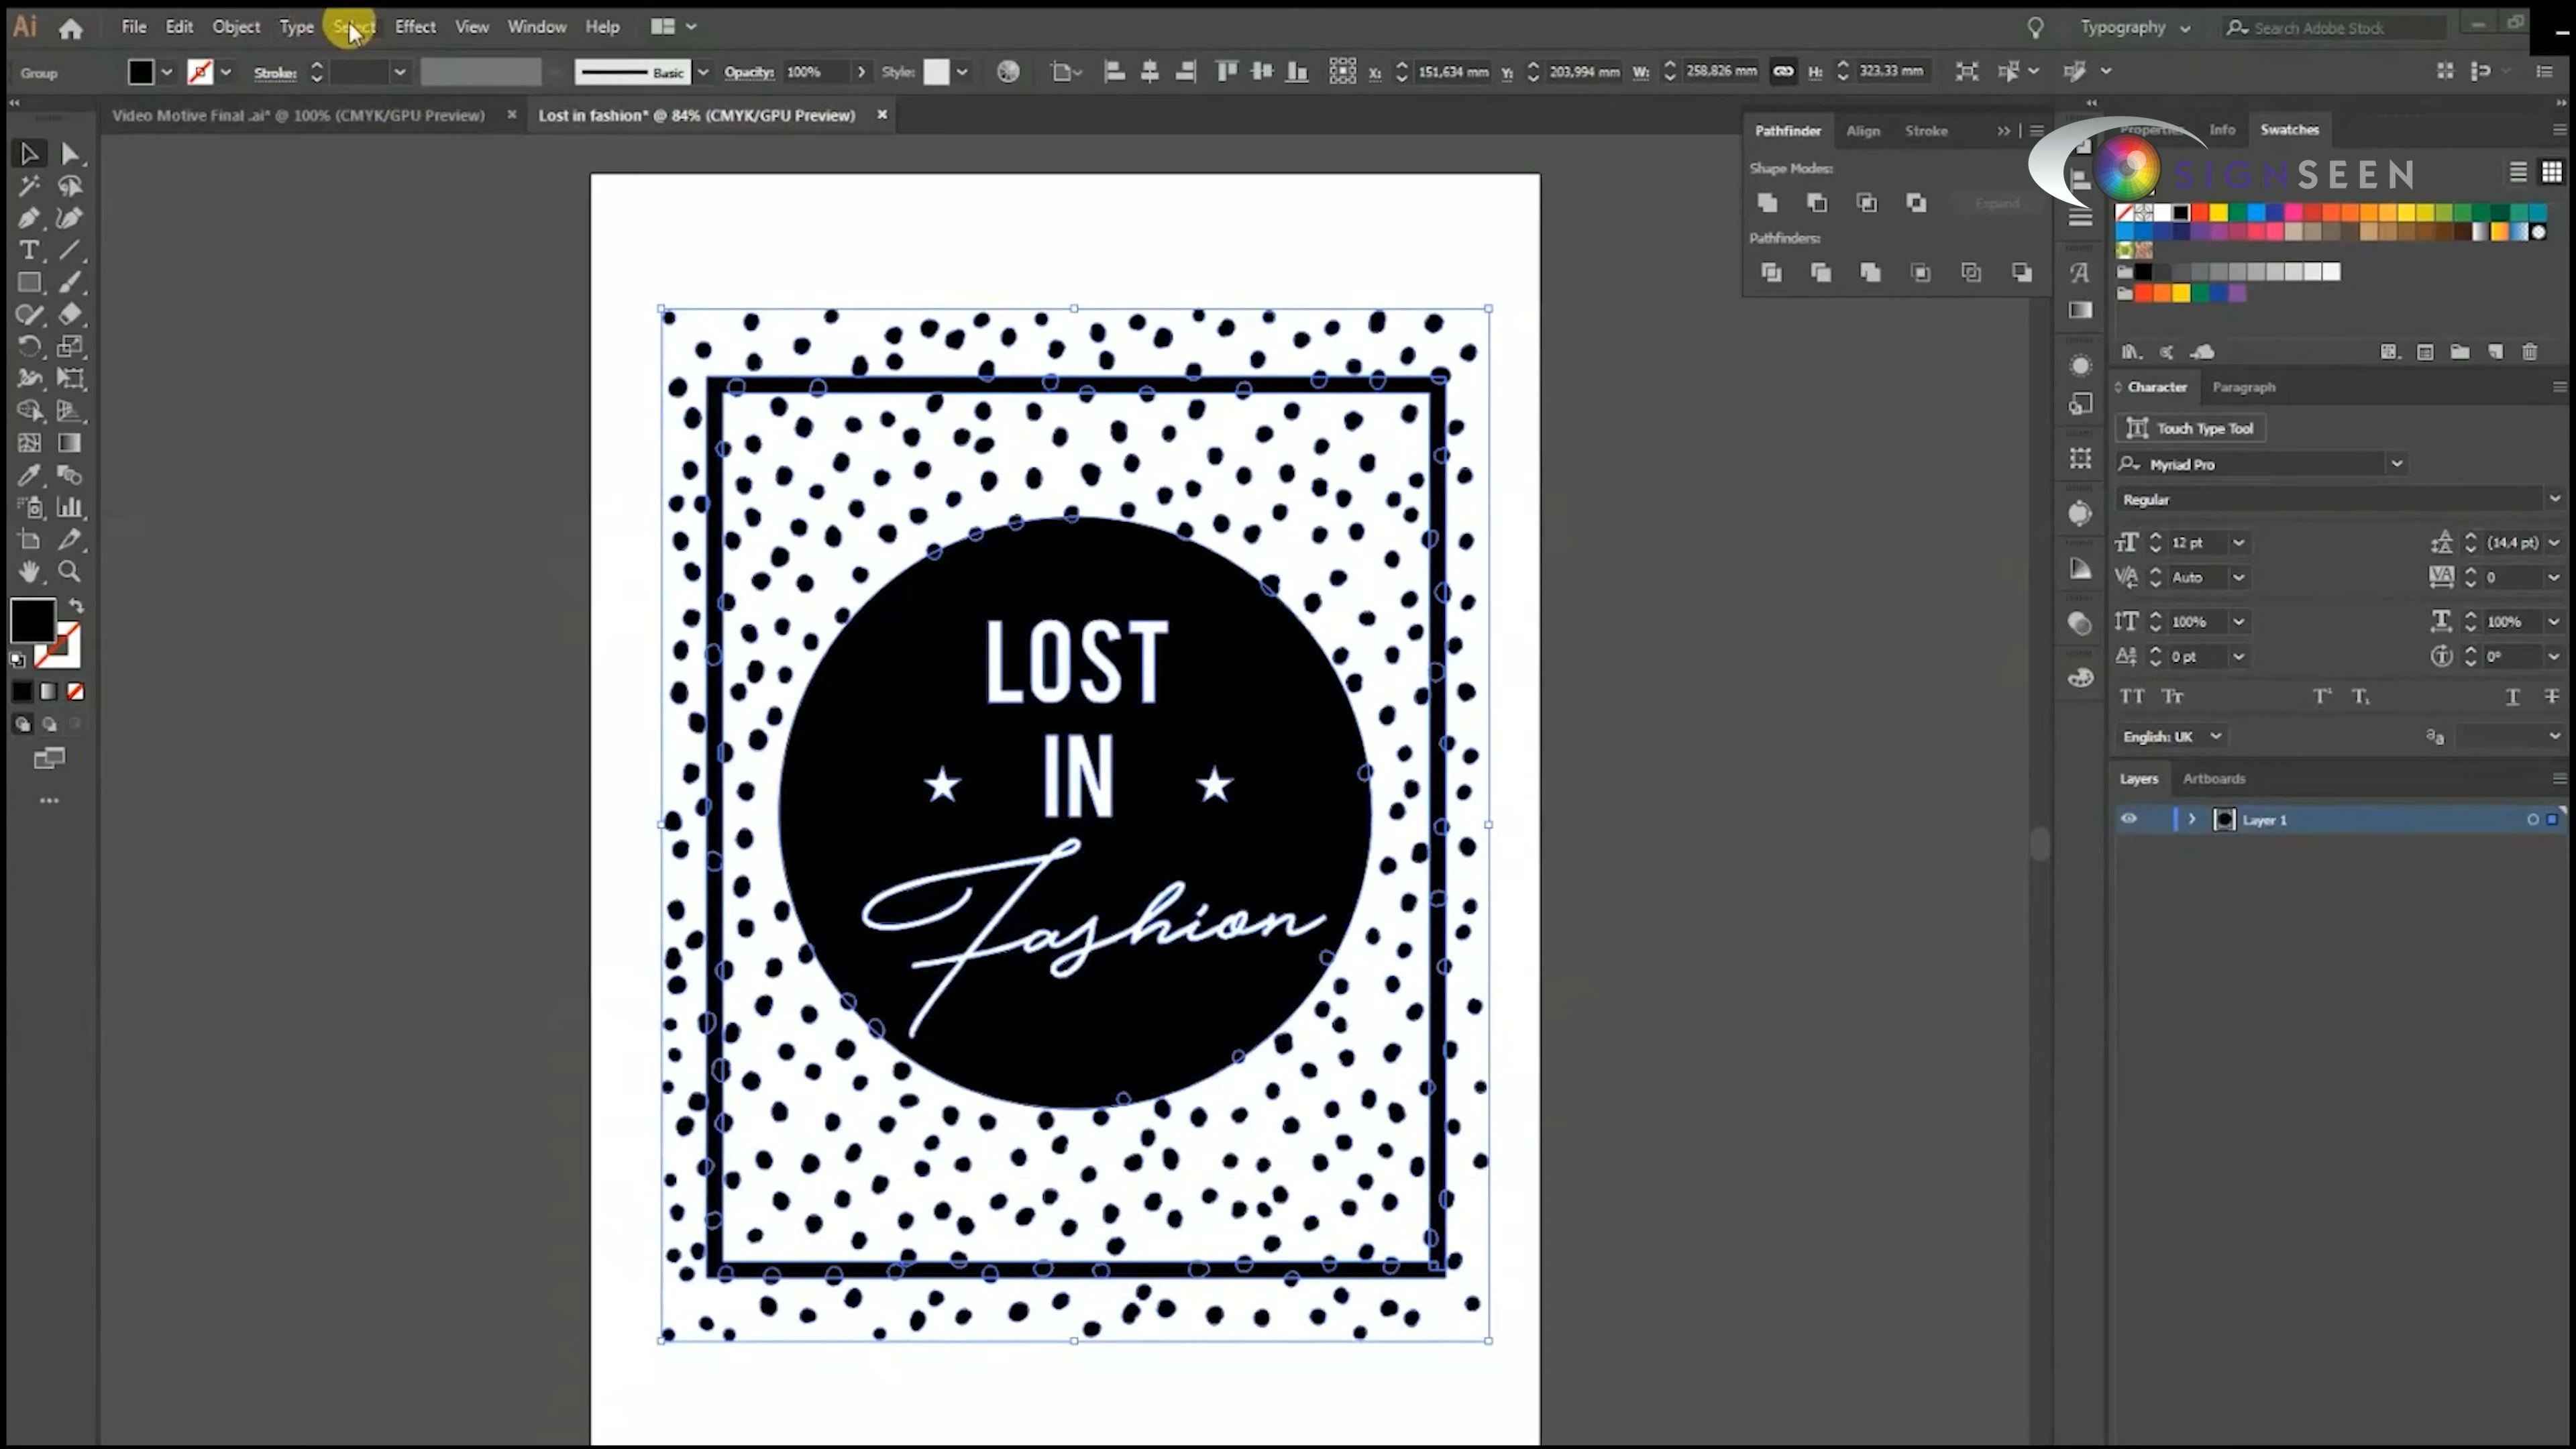 Ai File Edit Object Type Select Effect View Window Help Typography Search Adobe Stock
Group Stroke: Basic Opacity: 100% Style: X: 151,634 mm Y: 203,994 mm W: 258,826 mm H: 323,33 mm
Video Motive Final .ai* @ 100% (CMYK/GPU Preview) × Lost in fashion* @ 84% (CMYK/GPU Preview) ×
Pathfinder Align Stroke
Shape Modes:
Expand
Pathfinders:
Properties Info Swatches
SIGNSEEN
Character Paragraph
Touch Type Tool
Myriad Pro
Regular
12 pt (14,4 pt)
Auto 0
100% 100%
0 pt 0°
English: UK
Layers Artboards
Layer 1
LOST
IN
Fashion